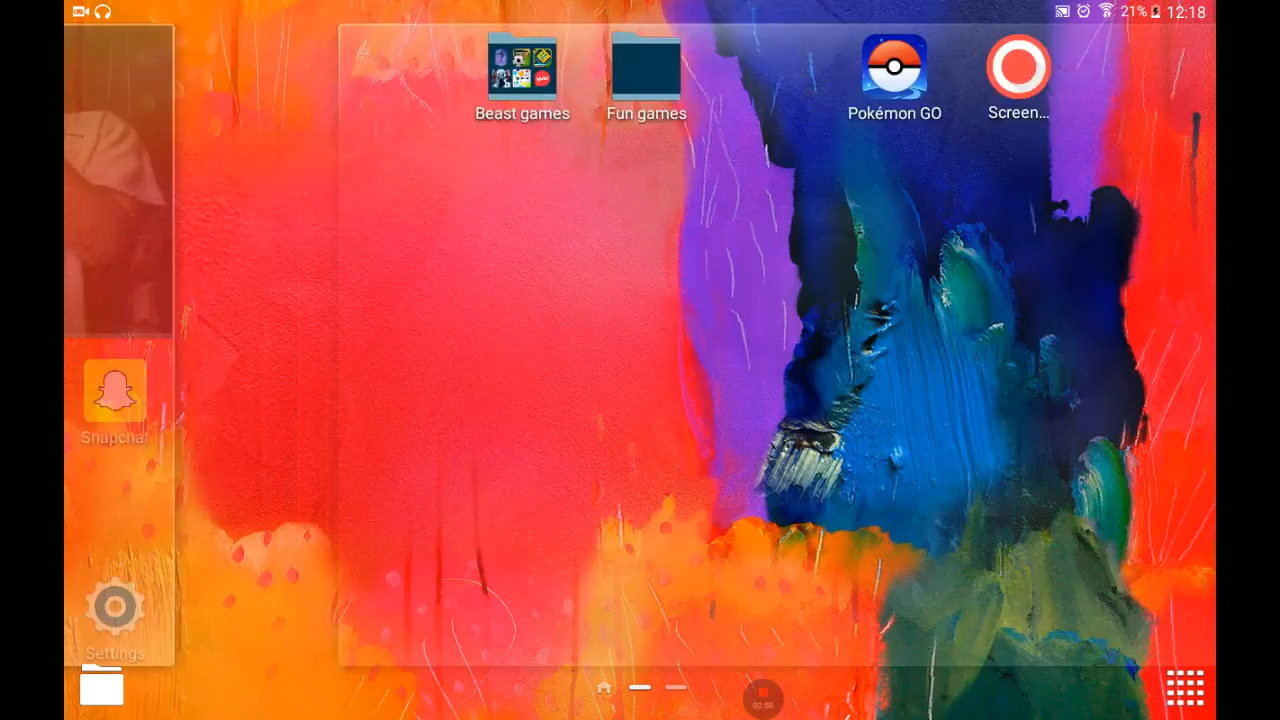 21% 12:18
Beast games
Fun games
Pokémon GO
Screen...
Snapchat
Settings
02:50